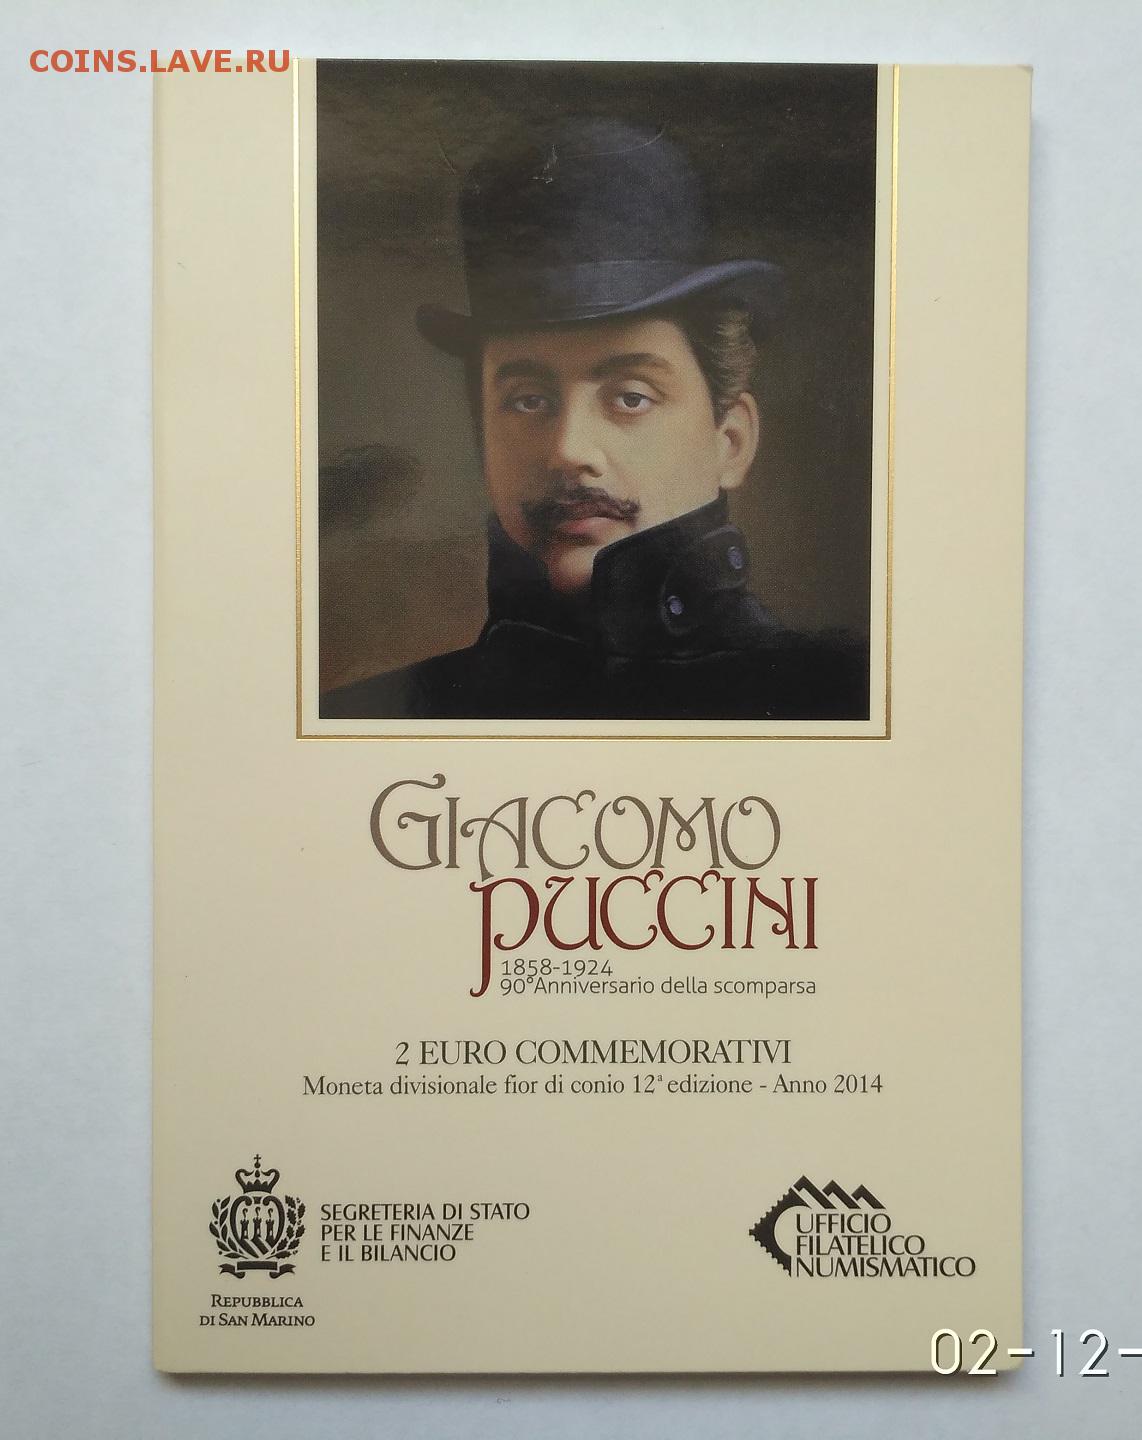 COINS.LAVE.RU
GIACOMO
PUCCINI
1858-1924
90°Anniversario della scomparsa
2 EURO COMMEMORATIVI
Moneta divisionale fior di conio 12ª edizione - Anno 2014
SEGRETERIA DI STATO
PER LE FINANZE
E IL BILANCIO
REPUBBLICA
DI SAN MARINO
UFFICIO
FILATELICO
NUMISMATICO
02-12-